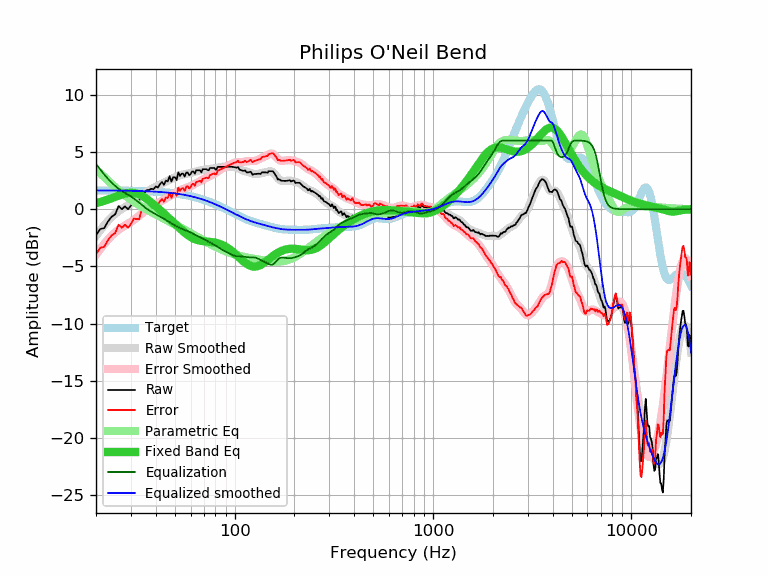 Philips O'Neil Bend
Amplitude (dBr)
10
5
0
−5
−10
−15
−20
−25
Target
Raw Smoothed
Error Smoothed
Raw
Error
Parametric Eq
Fixed Band Eq
Equalization
Equalized smoothed
100
1000
10000
Frequency (Hz)